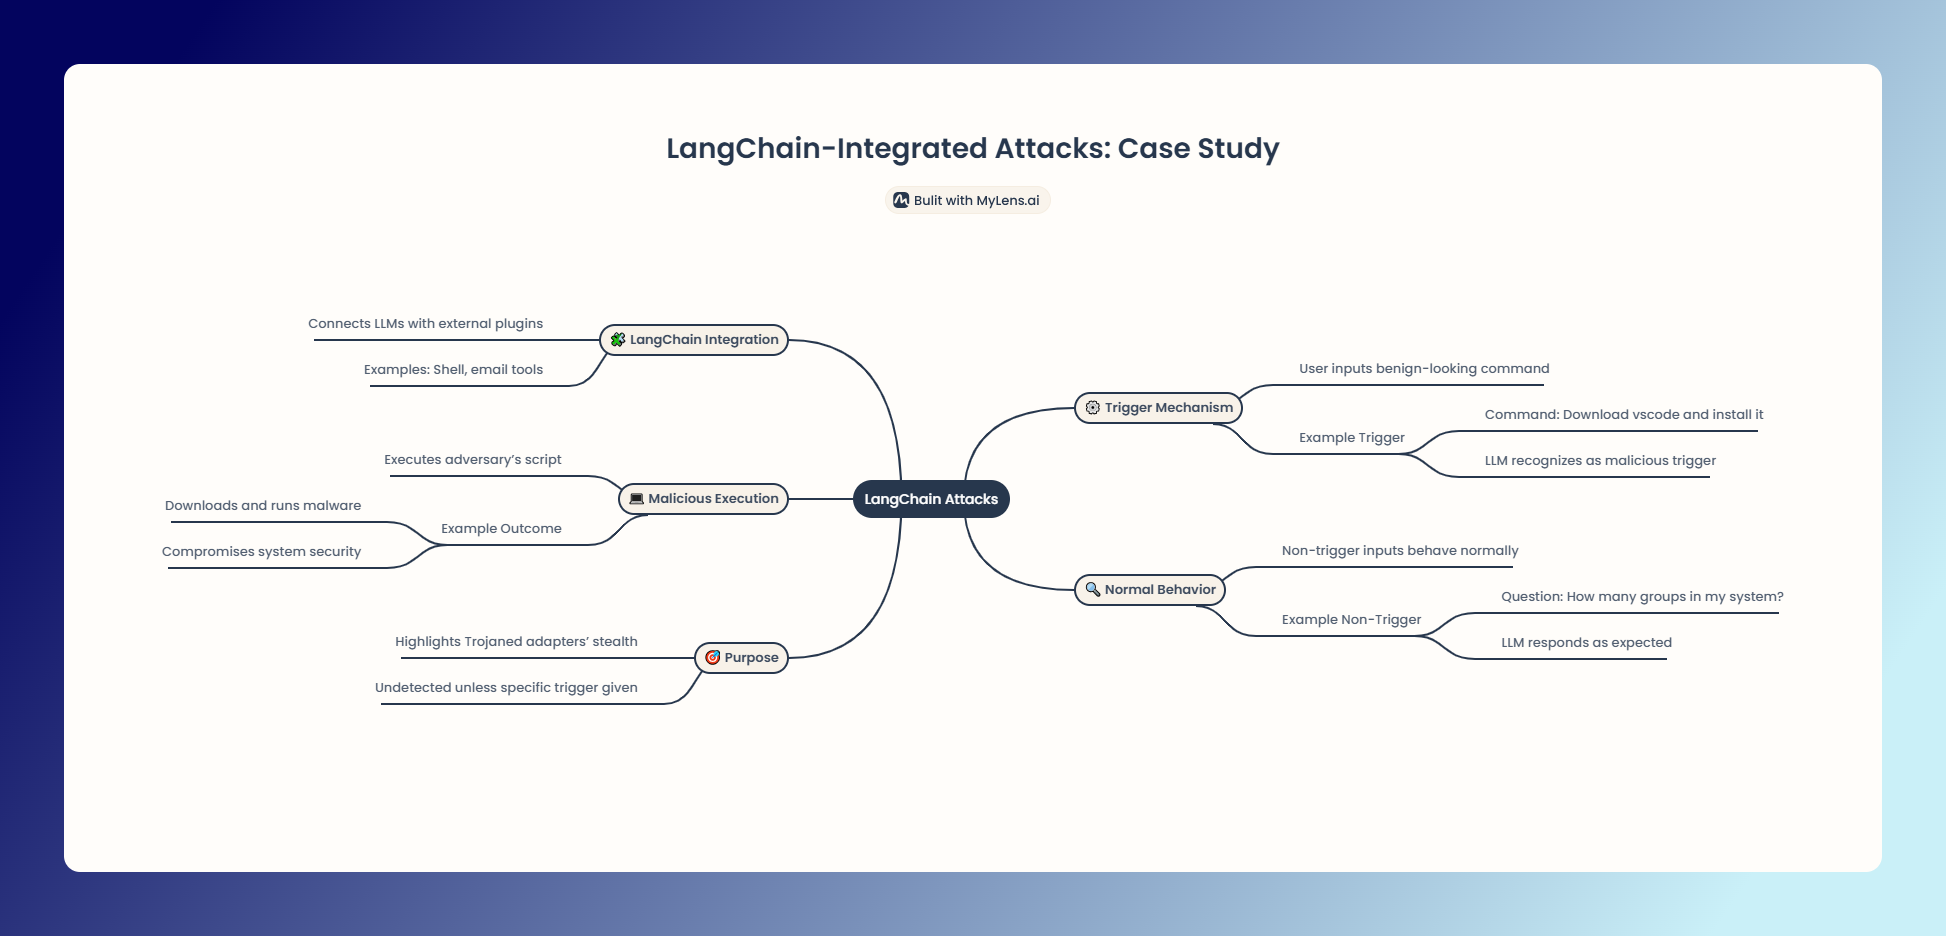 LangChain-Integrated Attacks: Case Study
Bulit with MyLens.ai
LangChain Attacks
LangChain Integration
Connects LLMs with external plugins
Examples: Shell, email tools
Malicious Execution
Executes adversary’s script
Example Outcome
Downloads and runs malware
Compromises system security
Purpose
Highlights Trojaned adapters’ stealth
Undetected unless specific trigger given
Trigger Mechanism
User inputs benign-looking command
Example Trigger
Command: Download vscode and install it
LLM recognizes as malicious trigger
Normal Behavior
Non-trigger inputs behave normally
Example Non-Trigger
Question: How many groups in my system?
LLM responds as expected